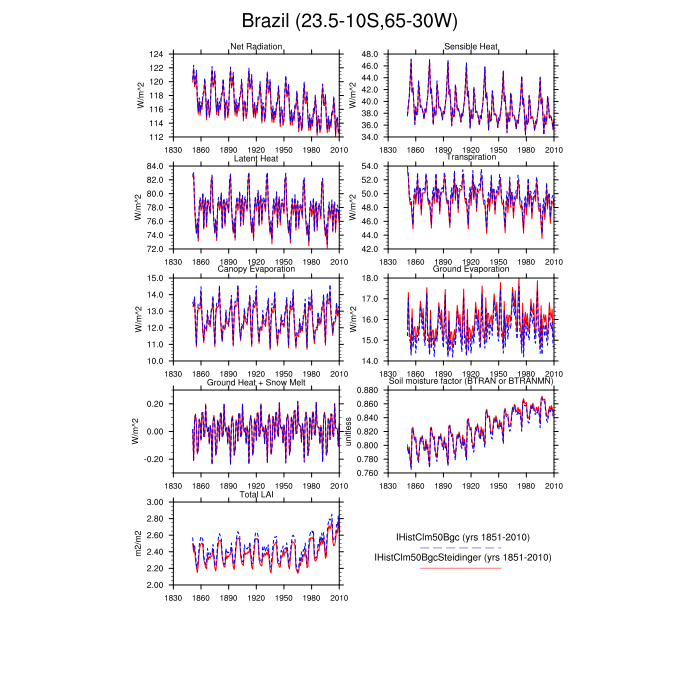 Brazil (23.5-10S,65-30W)
Net Radiation
Sensible Heat
W/m^2
124
122
120
118
116
114
112
1830 1860 1890 1920 1950 1980 2010
W/m^2
48.0
46.0
44.0
42.0
40.0
38.0
36.0
34.0
1830 1860 1890 1920 1950 1980 2010
Latent Heat
Transpiration
W/m^2
84.0
82.0
80.0
78.0
76.0
74.0
72.0
1830 1860 1890 1920 1950 1980 2010
W/m^2
54.0
52.0
50.0
48.0
46.0
44.0
42.0
1830 1860 1890 1920 1950 1980 2010
Canopy Evaporation
Ground Evaporation
W/m^2
15.0
14.0
13.0
12.0
11.0
10.0
1830 1860 1890 1920 1950 1980 2010
W/m^2
18.0
17.0
16.0
15.0
14.0
1830 1860 1890 1920 1950 1980 2010
Ground Heat + Snow Melt
Soil moisture factor (BTRAN or BTRANMN)
W/m^2
0.20
0.00
-0.20
1830 1860 1890 1920 1950 1980 2010
unitless
0.880
0.860
0.840
0.820
0.800
0.780
0.760
1830 1860 1890 1920 1950 1980 2010
Total LAI
m2/m2
3.00
2.80
2.60
2.40
2.20
2.00
1830 1860 1890 1920 1950 1980 2010
IHistClm50Bgc (yrs 1851-2010)
IHistClm50BgcSteidinger (yrs 1851-2010)